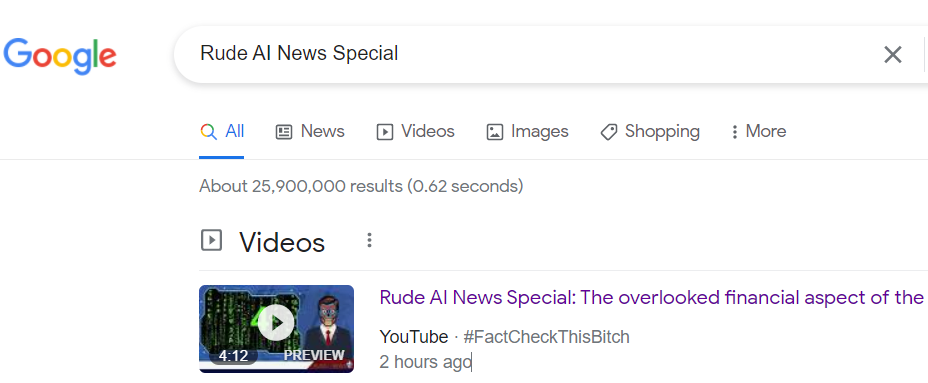 Google
Rude AI News Special
All News Videos Images Shopping More
About 25,900,000 results (0.62 seconds)
Videos
4:12 PREVIEW
Rude AI News Special: The overlooked financial aspect of the
YouTube · #FactCheckThisBitch
2 hours ago